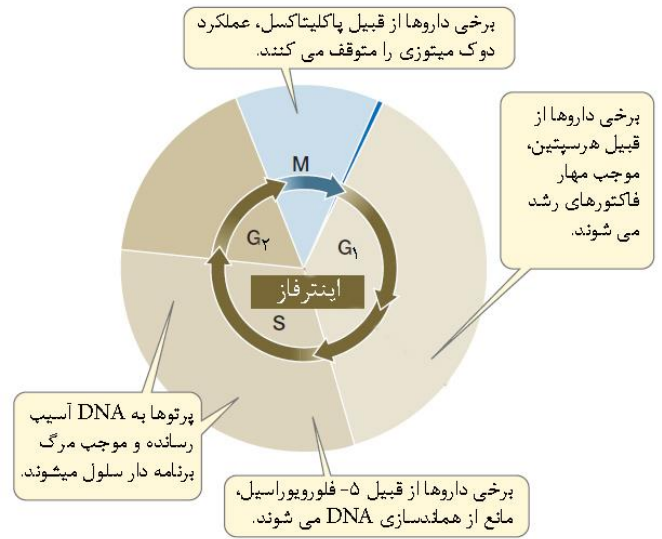 برخی داروها از قبیل پاکلیتاکسل، عملکرد
دوک میتوزی را متوقف می کنند.
برخی داروها از
قبیل هرسپتین،
موجب مهار
فاکتورهای رشد
می شوند.
M
G۲
G۱
اینترفاز
S
پرتوها به DNA آسیب
رسانده و موجب مرگ
برنامه دار سلول میشوند.
برخی داروها از قبیل ۵- فلورویوراسیل،
مانع از همانندسازی DNA می شوند.